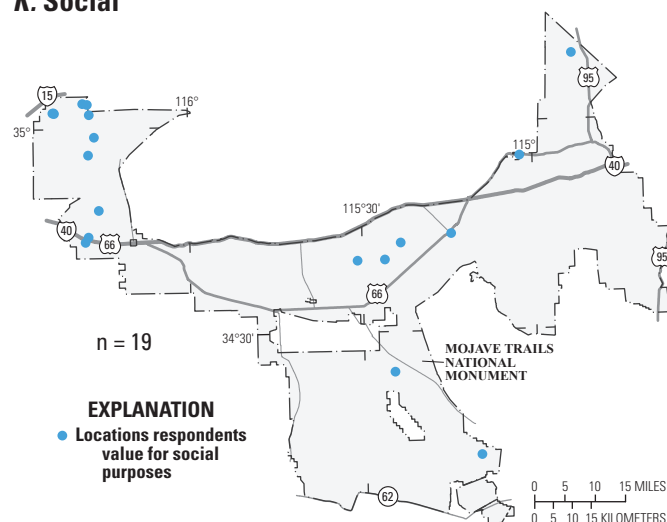 X. Social
95
15
116°
35°
115°
40
115°30'
40
66
95
66
n = 19
34°30'
MOJAVE TRAILS
NATIONAL
MONUMENT
EXPLANATION
Locations respondents
value for social
purposes
62
0 5 10 15 MILES
0 5 10 15 KILOMETERS